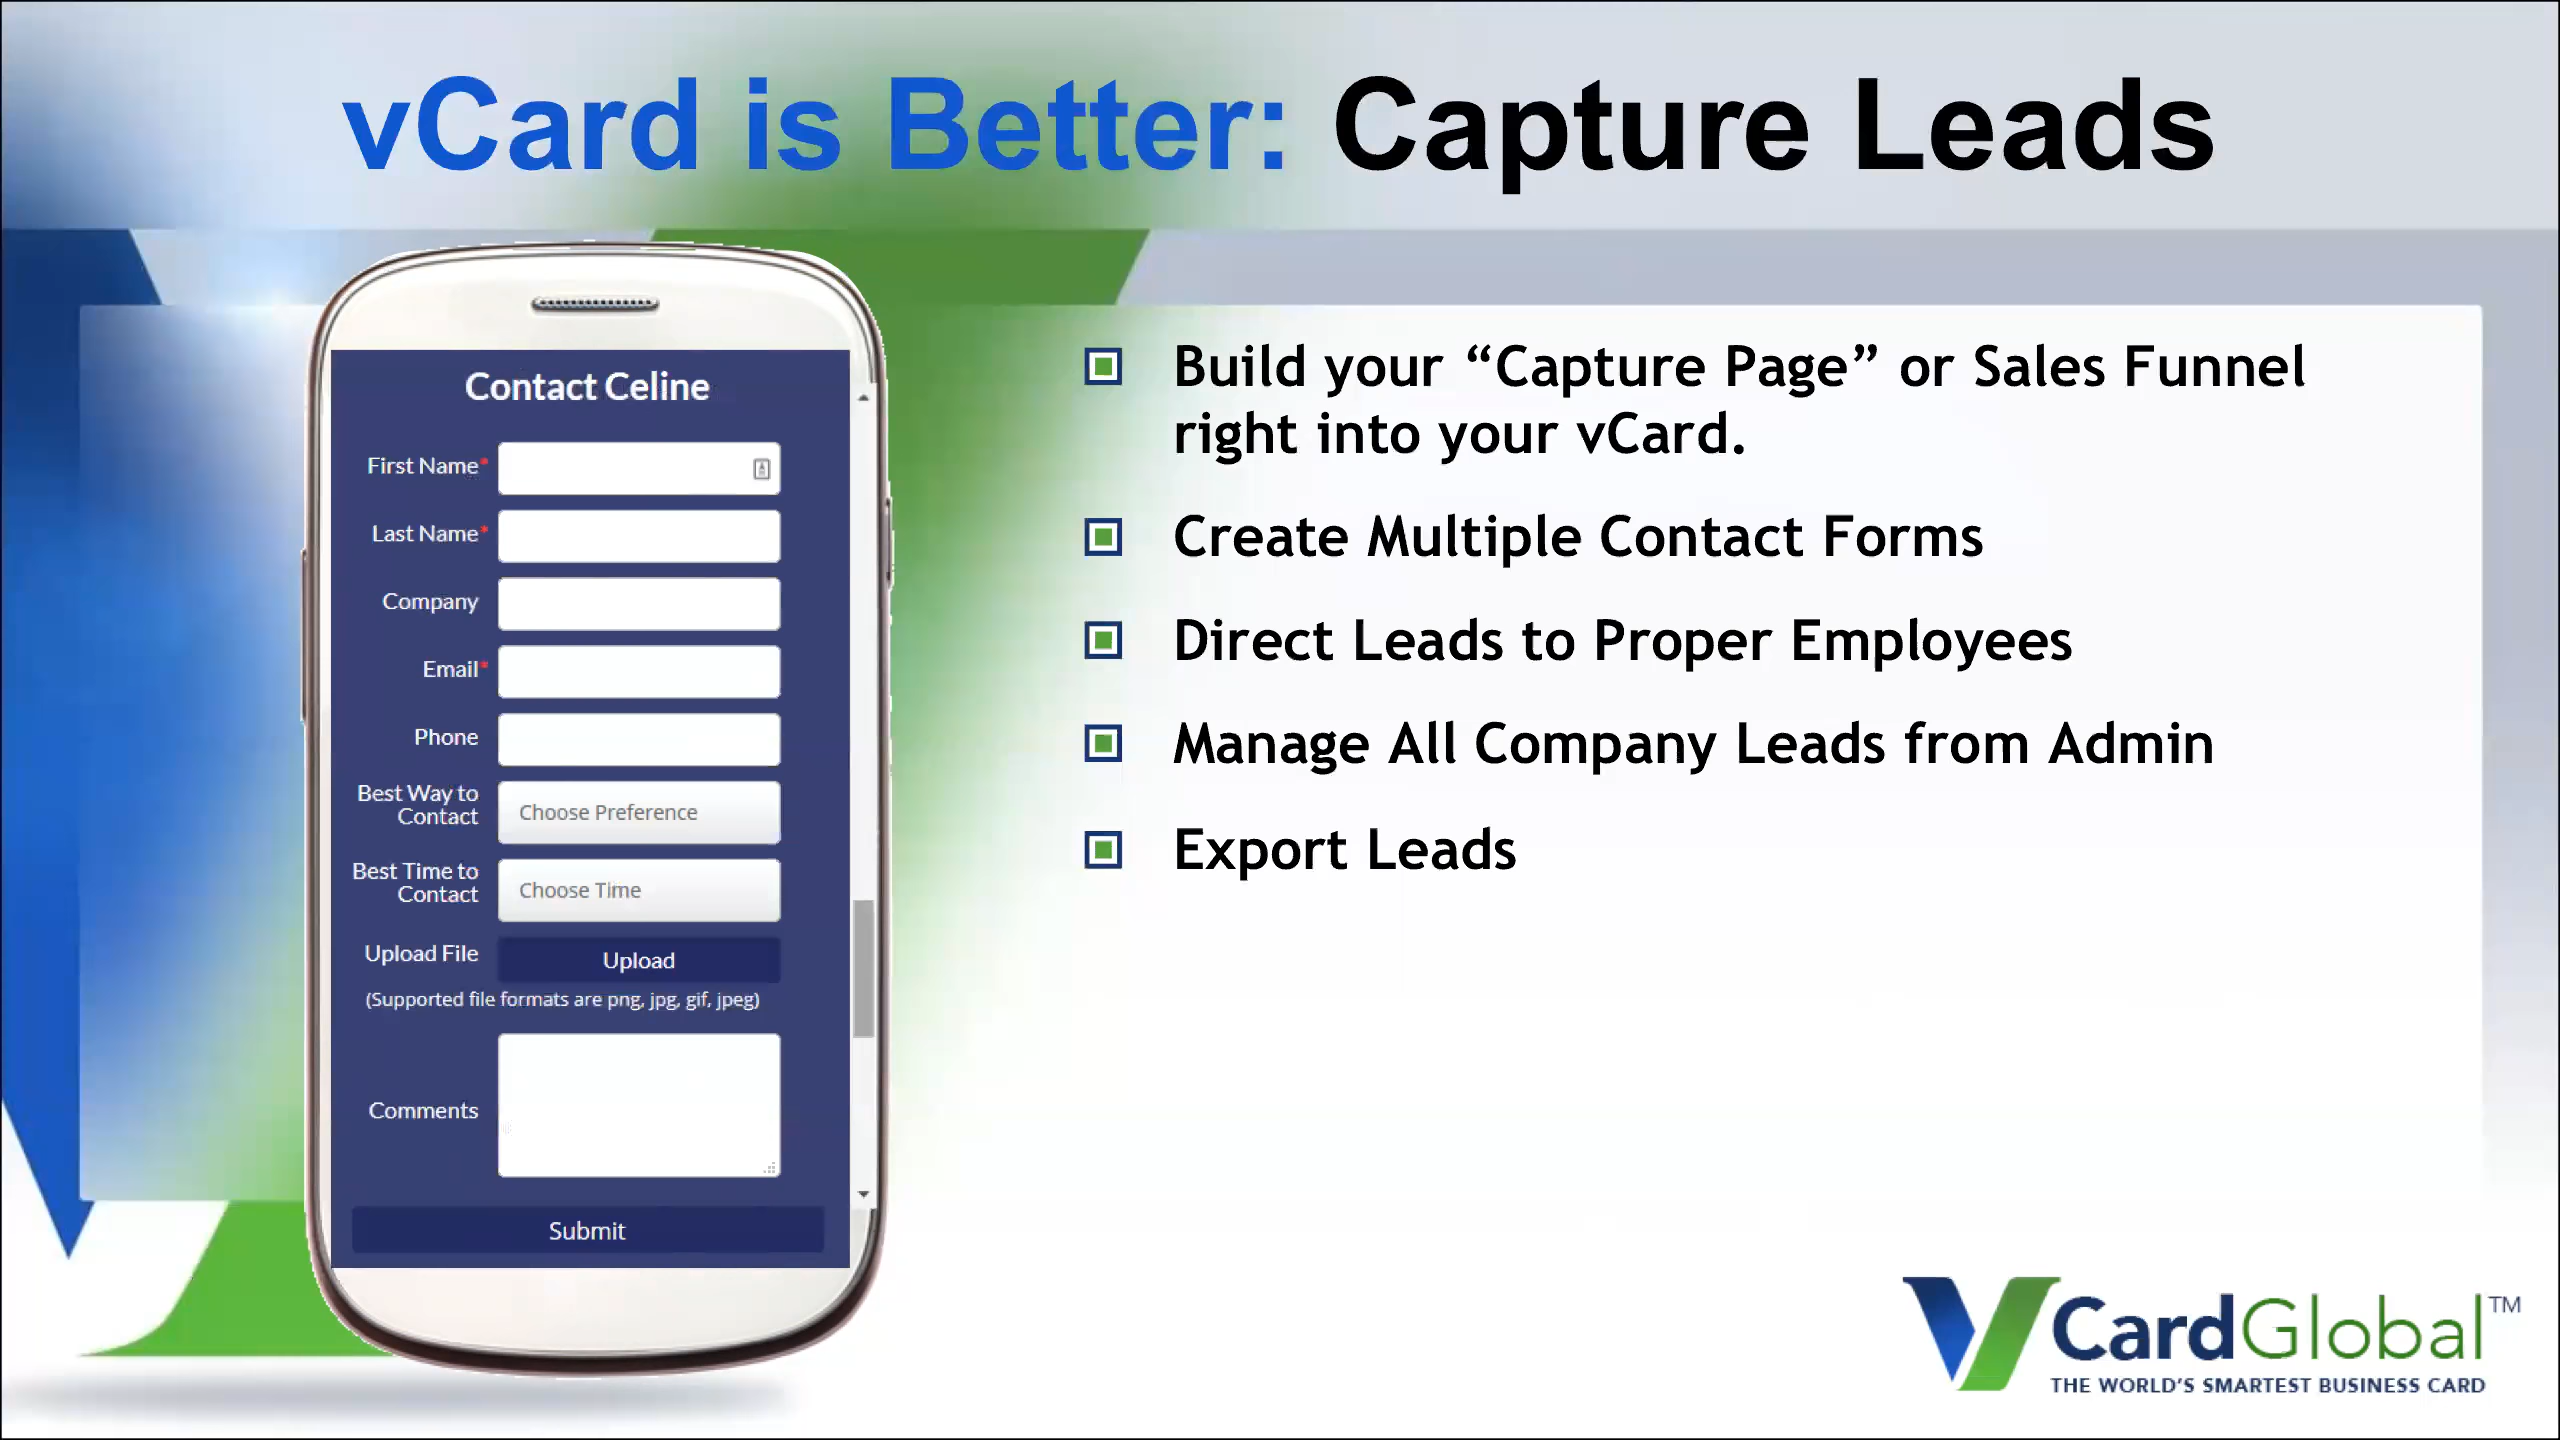 vCard is Better: Capture Leads
Contact Celine
First Name*
Last Name*
Company
Email*
Phone
Best Way to
Contact
Choose Preference
Best Time to
Contact
Choose Time
Upload File
Upload
(Supported file formats are png, jpg, gif, jpeg)
Comments
Submit
Build your “Capture Page” or Sales Funnel
right into your vCard.
Create Multiple Contact Forms
Direct Leads to Proper Employees
Manage All Company Leads from Admin
Export Leads
VCardGlobal™
THE WORLD'S SMARTEST BUSINESS CARD